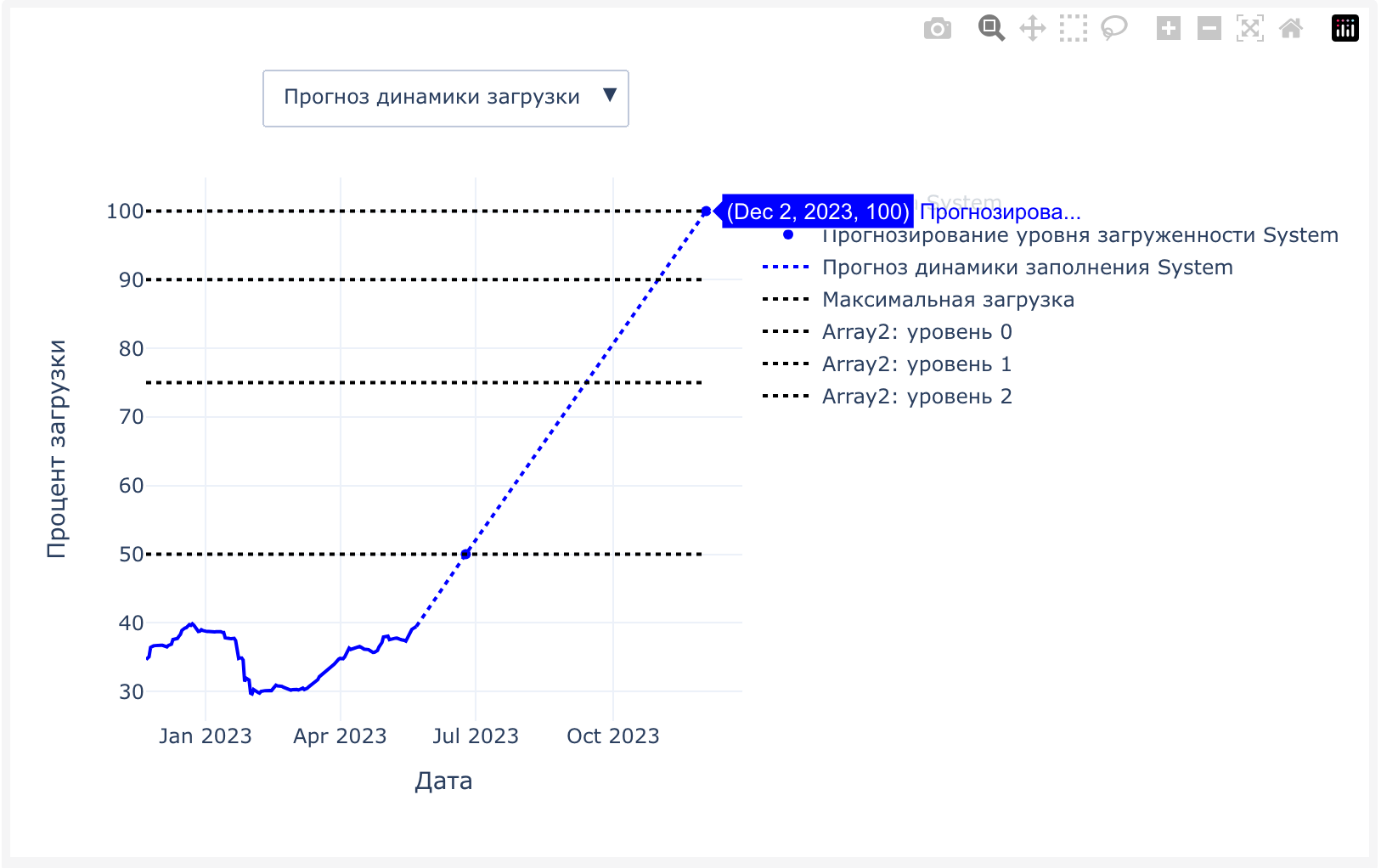 Прогноз динамики загрузки ▼
100
90
80
70
60
50
40
30
Процент загрузки
Jan 2023
Apr 2023
Jul 2023
Oct 2023
Дата
(Dec 2, 2023, 100) Прогнозирова...
System
Прогнозирование уровня загруженности System
Прогноз динамики заполнения System
Максимальная загрузка
Array2: уровень 0
Array2: уровень 1
Array2: уровень 2